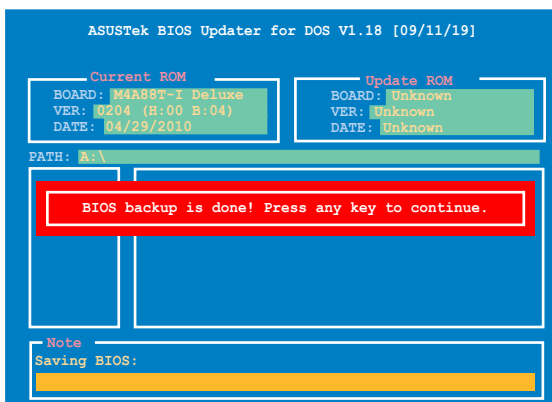 ASUSTek BIOS Updater for DOS V1.18 [09/11/19]
Current ROM
BOARD: M4A88T-I Deluxe
VER: 0204 (H:00 B:04)
DATE: 04/29/2010
Update ROM
BOARD: Unknown
VER: Unknown
DATE: Unknown
PATH: A:\
BIOS backup is done! Press any key to continue.
Note
Saving BIOS: